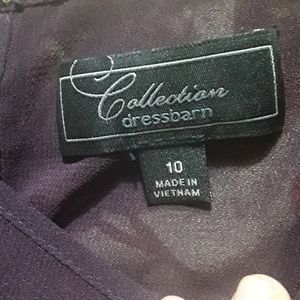 Collection
dressbarn
10
MADE IN
VIETNAM